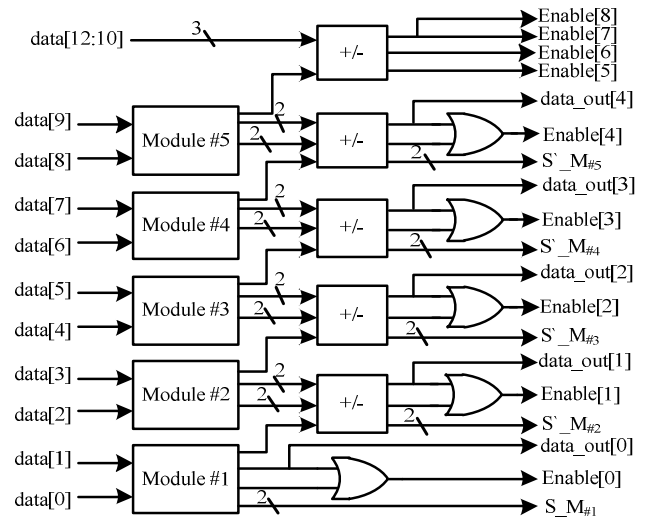 data[12:10] 3 +/- Enable[8]
Enable[7]
Enable[6]
Enable[5]
data[9] Module #5 2 +/- data_out[4]
data[8] 2 Enable[4]
2 S`_M#5
data[7] Module #4 2 +/- data_out[3]
data[6] 2 Enable[3]
2 S`_M#4
data[5] Module #3 2 +/- data_out[2]
data[4] 2 Enable[2]
2 S`_M#3
data[3] Module #2 2 +/- data_out[1]
data[2] 2 Enable[1]
2 S`_M#2
data[1] Module #1 data_out[0]
data[0] Enable[0]
2 S_M#1